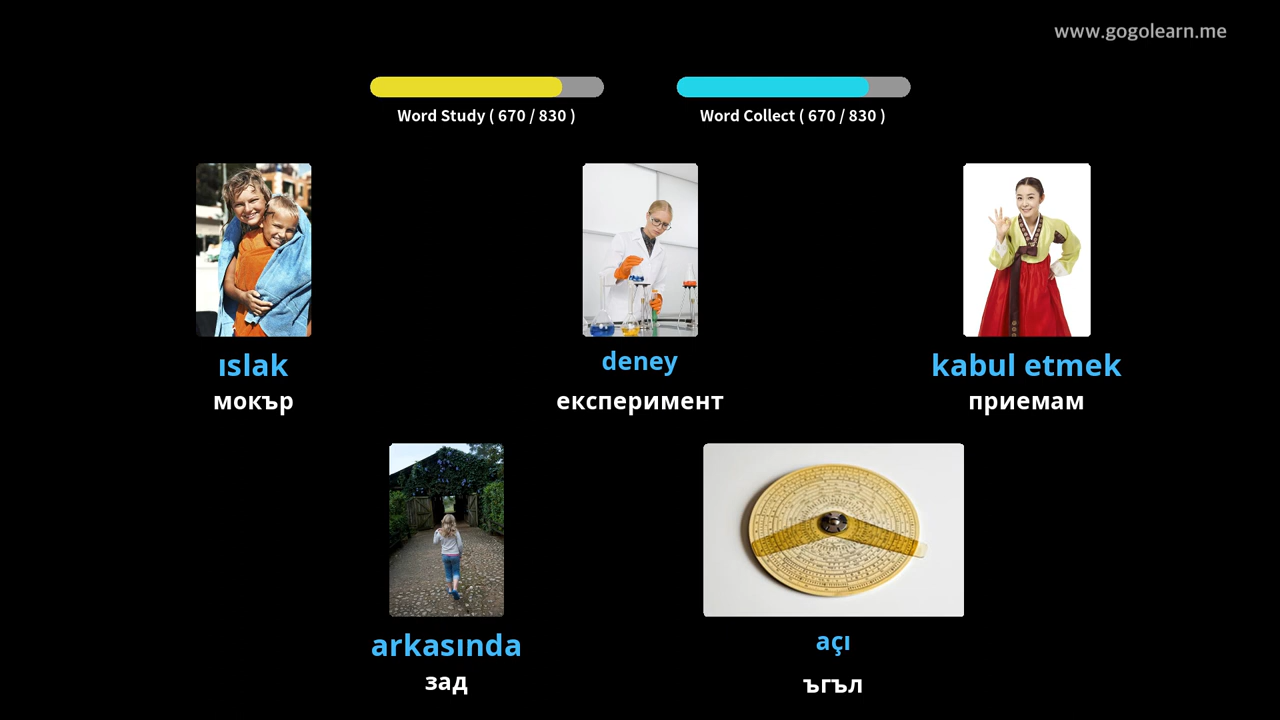 www.gogolearn.me
Word Study ( 670 / 830 )
Word Collect ( 670 / 830 )
ıslak
мокър
deney
експеримент
kabul etmek
приемам
arkasında
зад
açı
ъгъл